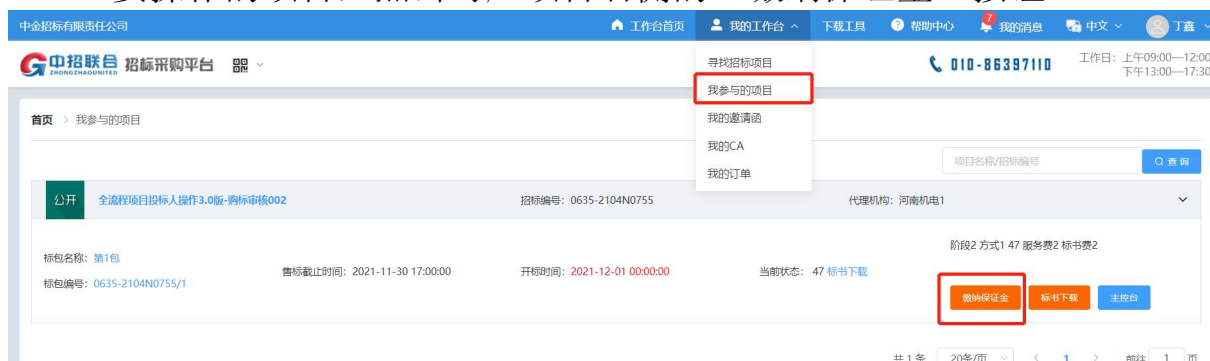 中金招标有限责任公司 工作台首页 我的工作台 下载工具 帮助中心 7 我的消息 中文 丁鑫
中招联合 ZHONGZHAOUNITED 招标采购平台 010-86397110 工作日：上午09:00—12:00
下午13:00—17:30
寻找招标项目
我参与的项目
我的邀请函
我的CA
我的订单
首页 > 我参与的项目
项目名称/招标编号 查询
公开 全流程项目投标人操作3.0版-购标审核002 招标编号：0635-2104N0755 代理机构：河南机电1
阶段2 方式1 47 服务费2 标书费2
标包名称：第1包
标包编号：0635-2104N0755/1
售标截止时间：2021-11-30 17:00:00 开标时间：2021-12-01 00:00:00 当前状态：47 标书下载
缴纳保证金 标书下载 主控台
共 1 条 20条/页 < 1 > 前往 1 页